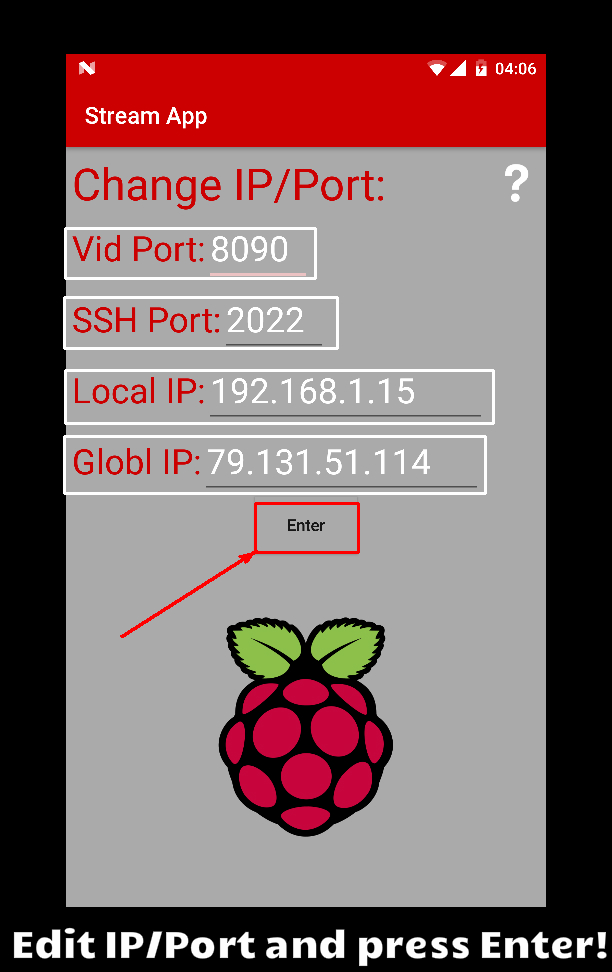 04:06
Stream App
Change IP/Port: ?
Vid Port: 8090
SSH Port: 2022
Local IP: 192.168.1.15
Globl IP: 79.131.51.114
Enter
Edit IP/Port and press Enter!